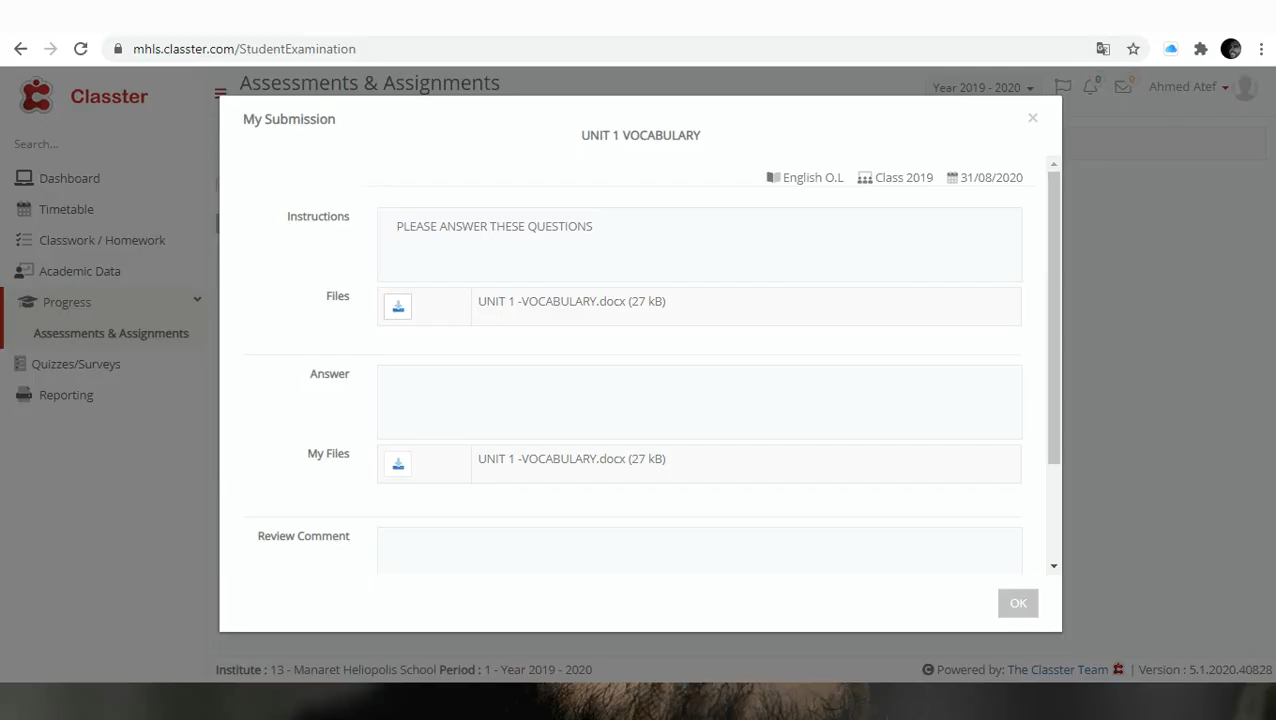 mhls.classter.com/StudentExamination
Classter
Assessments & Assignments
Year 2019 - 2020
0
0
Ahmed Atef
Search...
Dashboard
Timetable
Classwork / Homework
Academic Data
Progress
Assessments & Assignments
Quizzes/Surveys
Reporting
My Submission
×
UNIT 1 VOCABULARY
English O.L Class 2019 31/08/2020
Instructions
PLEASE ANSWER THESE QUESTIONS
Files
UNIT 1 -VOCABULARY.docx (27 kB)
Answer
My Files
UNIT 1 -VOCABULARY.docx (27 kB)
Review Comment
OK
Institute : 13 - Manaret Heliopolis School Period : 1 - Year 2019 - 2020
Powered by: The Classter Team | Version : 5.1.2020.40828